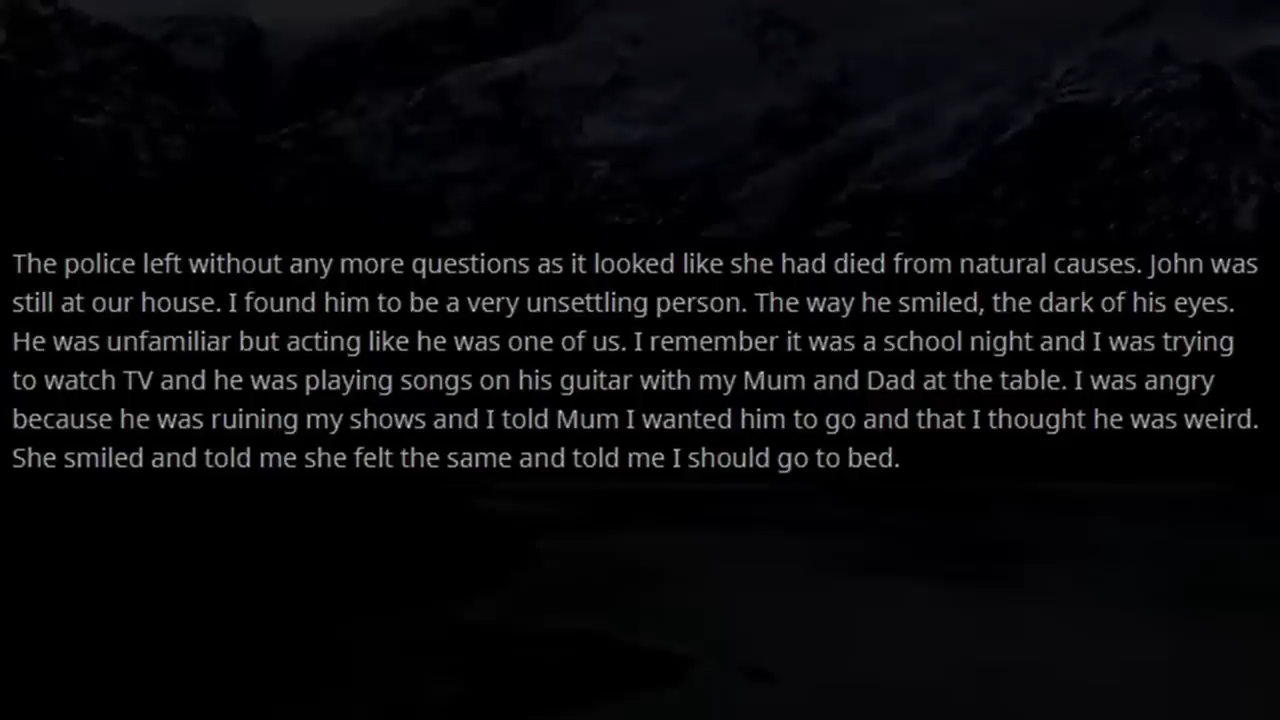 The police left without any more questions as it looked like she had died from natural causes. John was
still at our house. I found him to be a very unsettling person. The way he smiled, the dark of his eyes.
He was unfamiliar but acting like he was one of us. I remember it was a school night and I was trying
to watch TV and he was playing songs on his guitar with my Mum and Dad at the table. I was angry
because he was ruining my shows and I told Mum I wanted him to go and that I thought he was weird.
She smiled and told me she felt the same and told me I should go to bed.